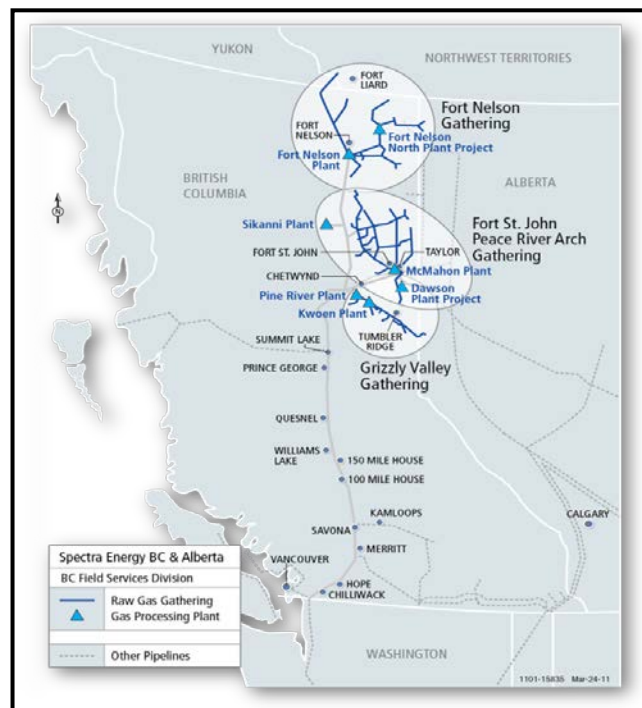 YUKON
NORTHWEST TERRITORIES
FORT
LIARD
Fort Nelson
Gathering
FORT
NELSON
Fort Nelson
North Plant Project
Fort Nelson
Plant
BRITISH
COLUMBIA
ALBERTA
Sikanni Plant
Fort St. John
Peace River Arch
Gathering
FORT ST. JOHN
TAYLOR
McMahon Plant
CHETWYND
Dawson
Plant Project
Pine River Plant
Kwoen Plant
TUMBLER
RIDGE
Grizzly Valley
Gathering
SUMMIT LAKE
PRINCE GEORGE
QUESNEL
WILLIAMS
LAKE
150 MILE HOUSE
100 MILE HOUSE
KAMLOOPS
CALGARY
SAVONA
MERRITT
VANCOUVER
HOPE
CHILLIWACK
WASHINGTON
N
Spectra Energy BC & Alberta
BC Field Services Division
Raw Gas Gathering
Gas Processing Plant
Other Pipelines
1101-15835 Mar-24-11